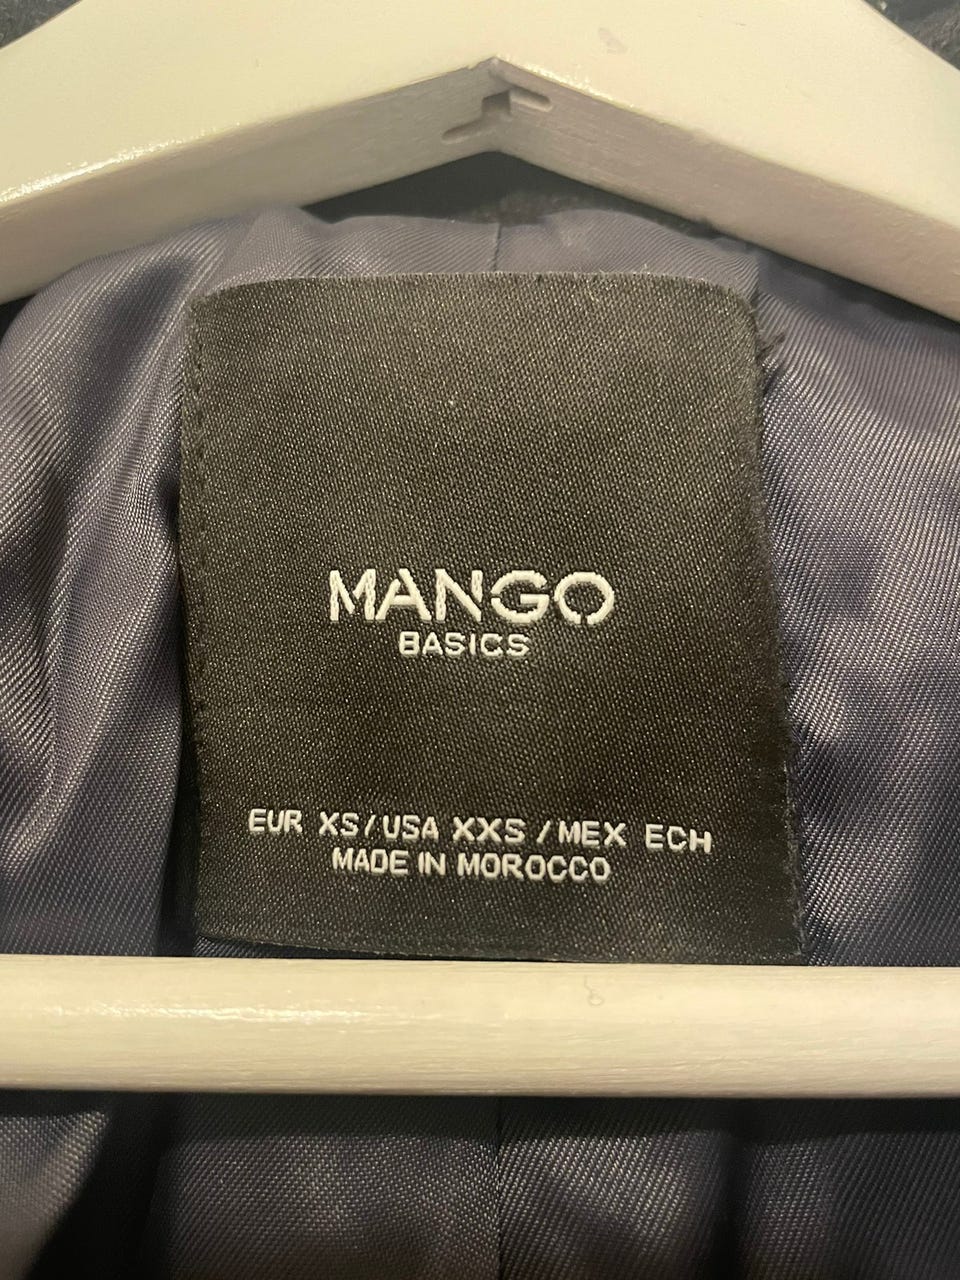 MANGO
BASICS
EUR XS / USA XXS / MEX ECH
MADE IN MOROCCO